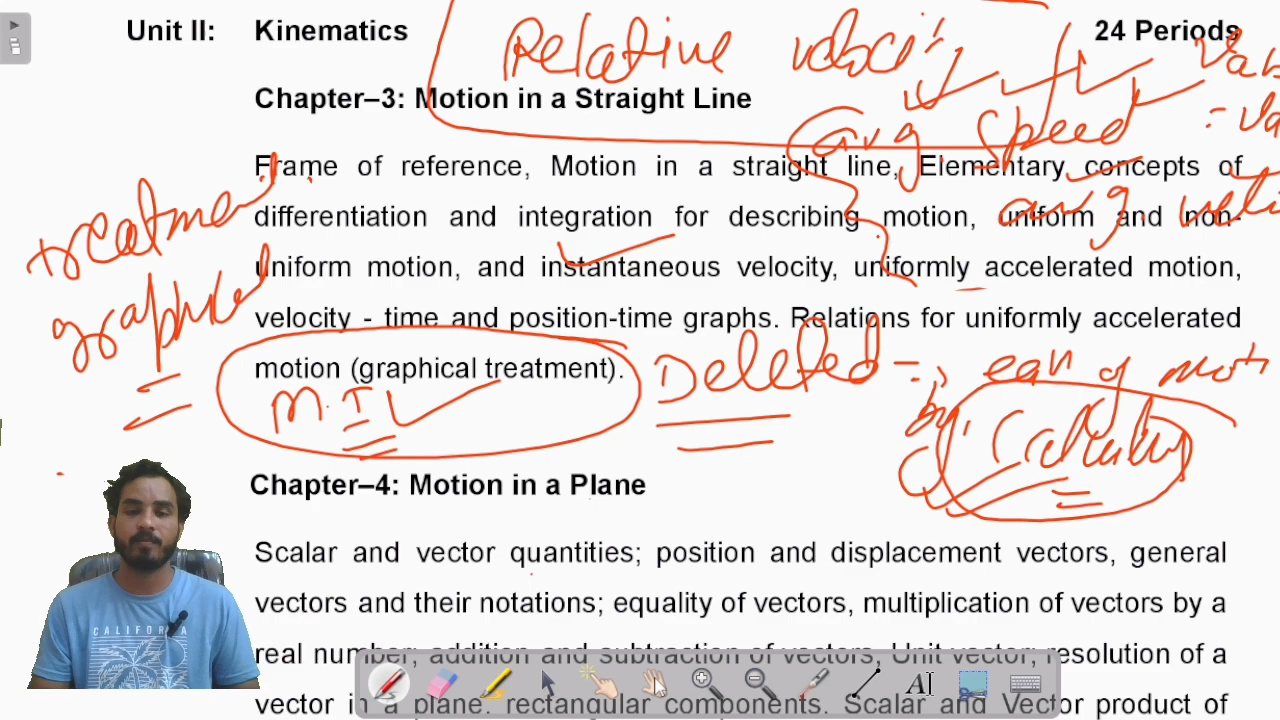 Unit II: Kinematics 24 Periods
Relative velocity
Chapter–3: Motion in a Straight Line
avg speed
Frame of reference, Motion in a straight line, Elementary concepts of
differentiation and integration for describing motion, uniform and non-
avg.
uniform motion, and instantaneous velocity, uniformly accelerated motion,
treatment
graphical
velocity - time and position-time graphs. Relations for uniformly accelerated
motion (graphical treatment).
Deleted
M.I
by
Calculus
Chapter–4: Motion in a Plane
Scalar and vector quantities; position and displacement vectors, general
vectors and their notations; equality of vectors, multiplication of vectors by a
real number; addition and subtraction of vectors, Unit vector; resolution of a
vector in a plane, rectangular components. Scalar and Vector product of
CALIFORNIA
AI